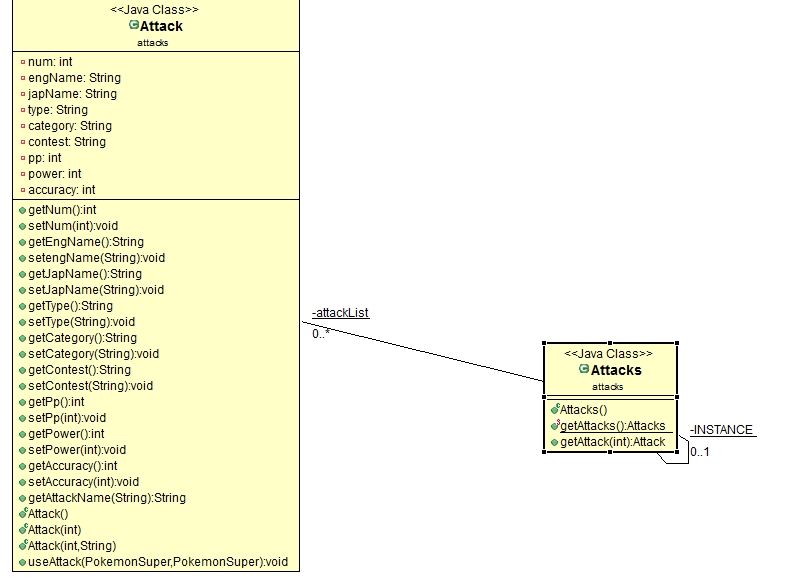 <<Java Class>>
Attack
attacks
num: int
engName: String
japName: String
type: String
category: String
contest: String
pp: int
power: int
accuracy: int
getNum():int
setNum(int):void
getEngName():String
setengName(String):void
getJapName():String
setJapName(String):void
getType():String
setType(String):void
getCategory():String
setCategory(String):void
getContest():String
setContest(String):void
getPp():int
setPp(int):void
getPower():int
setPower(int):void
getAccuracy():int
setAccuracy(int):void
getAttackName(String):String
Attack()
Attack(int)
Attack(int,String)
useAttack(PokemonSuper,PokemonSuper):void
-attackList
0..*
<<Java Class>>
Attacks
attacks
Attacks()
getAttacks():Attacks
getAttack(int):Attack
-INSTANCE
0..1